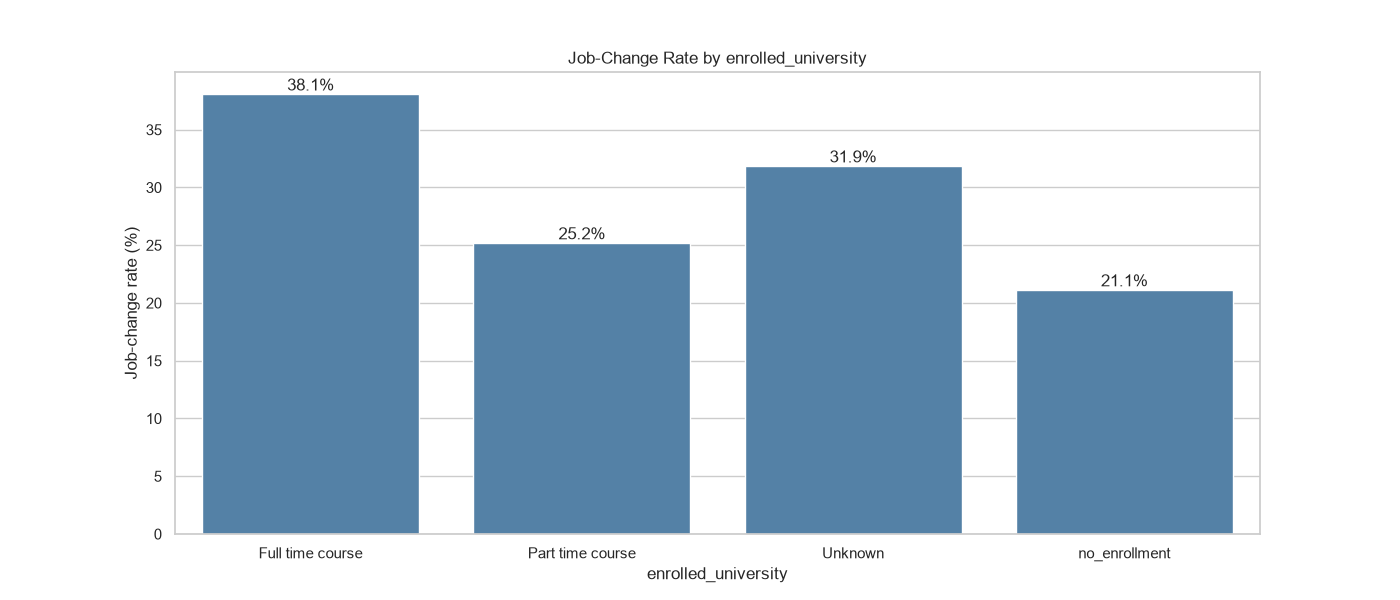 Job-Change Rate by enrolled_university
38.1%
25.2%
31.9%
21.1%
Job-change rate (%)
35
30
25
20
15
10
5
0
Full time course
Part time course
Unknown
no_enrollment
enrolled_university